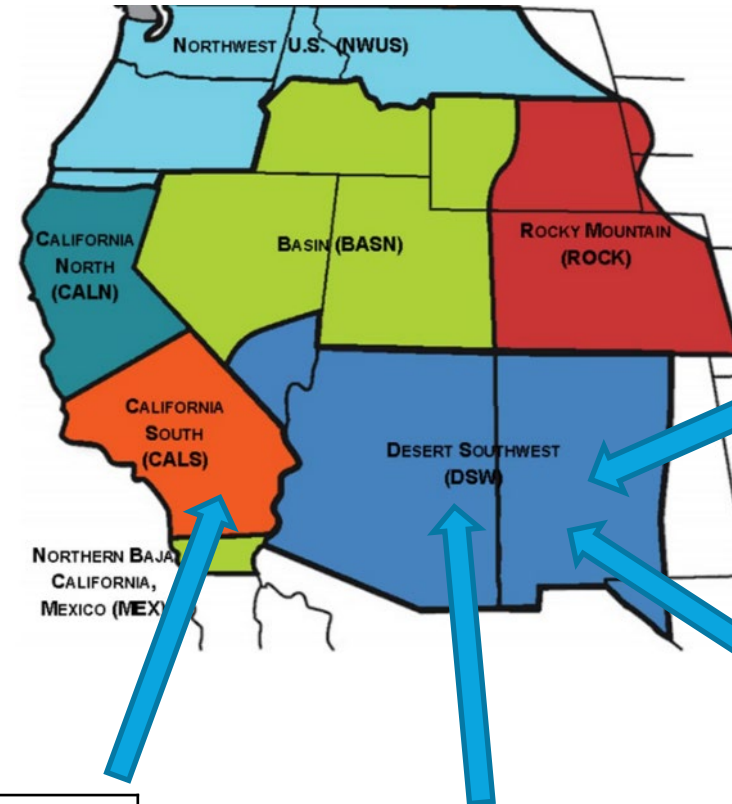 NORTHWEST U.S. (NWUS)
CALIFORNIA
NORTH
(CALN)
BASIN (BASN)
ROCKY MOUNTAIN
(ROCK)
CALIFORNIA
SOUTH
(CALS)
DESERT SOUTHWEST
(DSW)
NORTHERN BAJA
CALIFORNIA,
MEXICO (MEX)